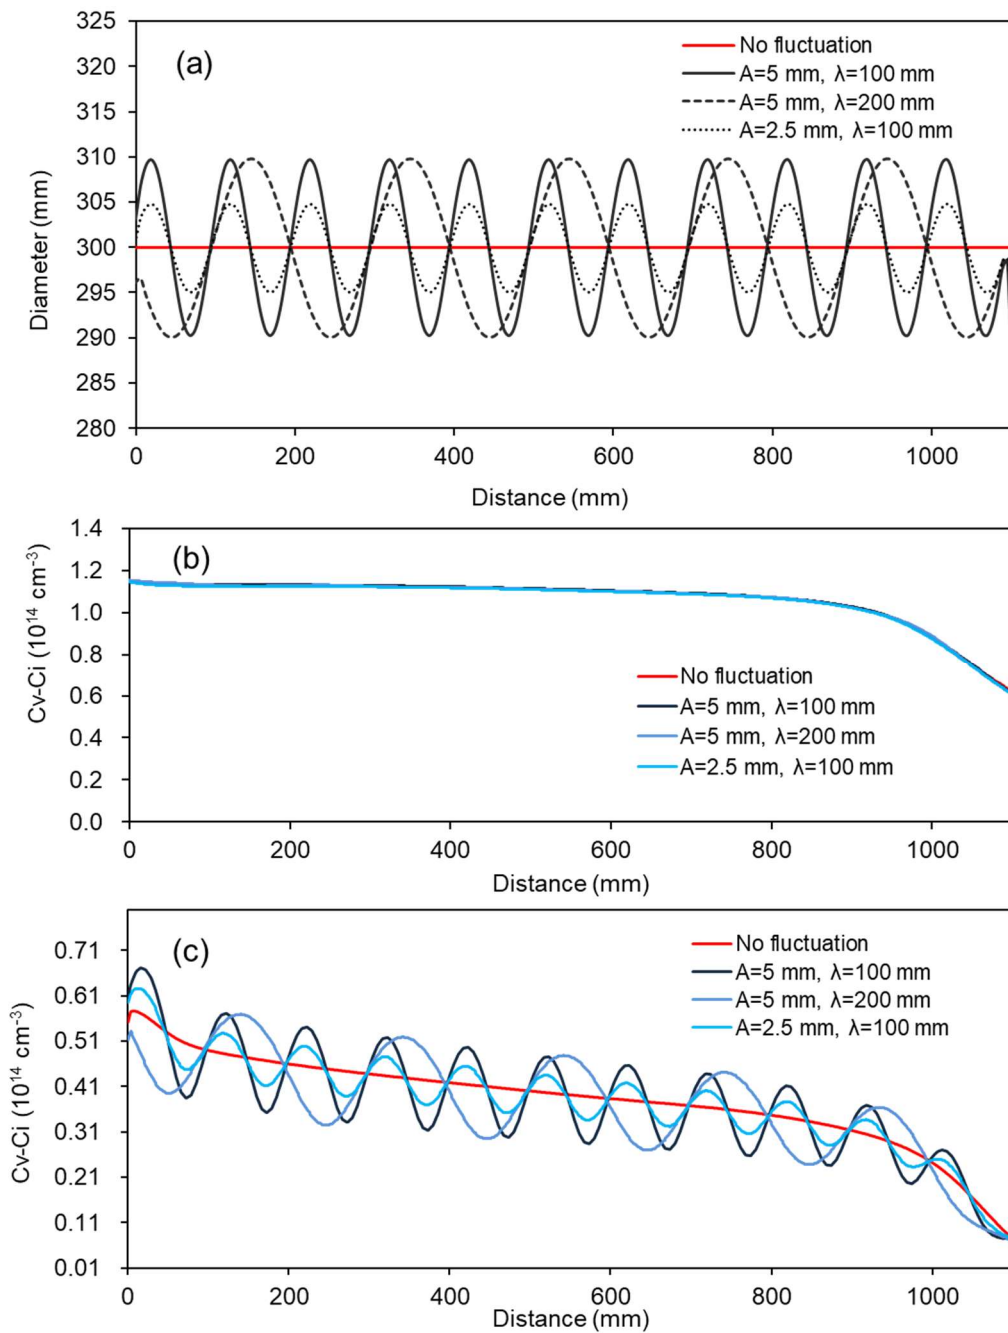 325
320
315
310
305
300
295
290
285
280
Diameter (mm)
(a)
No fluctuation
A=5 mm, λ=100 mm
A=5 mm, λ=200 mm
A=2.5 mm, λ=100 mm
0 200 400 600 800 1000
Distance (mm)
1.4
1.2
1.0
0.8
0.6
0.4
0.2
0.0
Cv-Ci (10¹⁴ cm⁻³)
(b)
No fluctuation
A=5 mm, λ=100 mm
A=5 mm, λ=200 mm
A=2.5 mm, λ=100 mm
0 200 400 600 800 1000
Distance (mm)
0.71
0.61
0.51
0.41
0.31
0.21
0.11
0.01
Cv-Ci (10¹⁴ cm⁻³)
(c)
No fluctuation
A=5 mm, λ=100 mm
A=5 mm, λ=200 mm
A=2.5 mm, λ=100 mm
0 200 400 600 800 1000
Distance (mm)